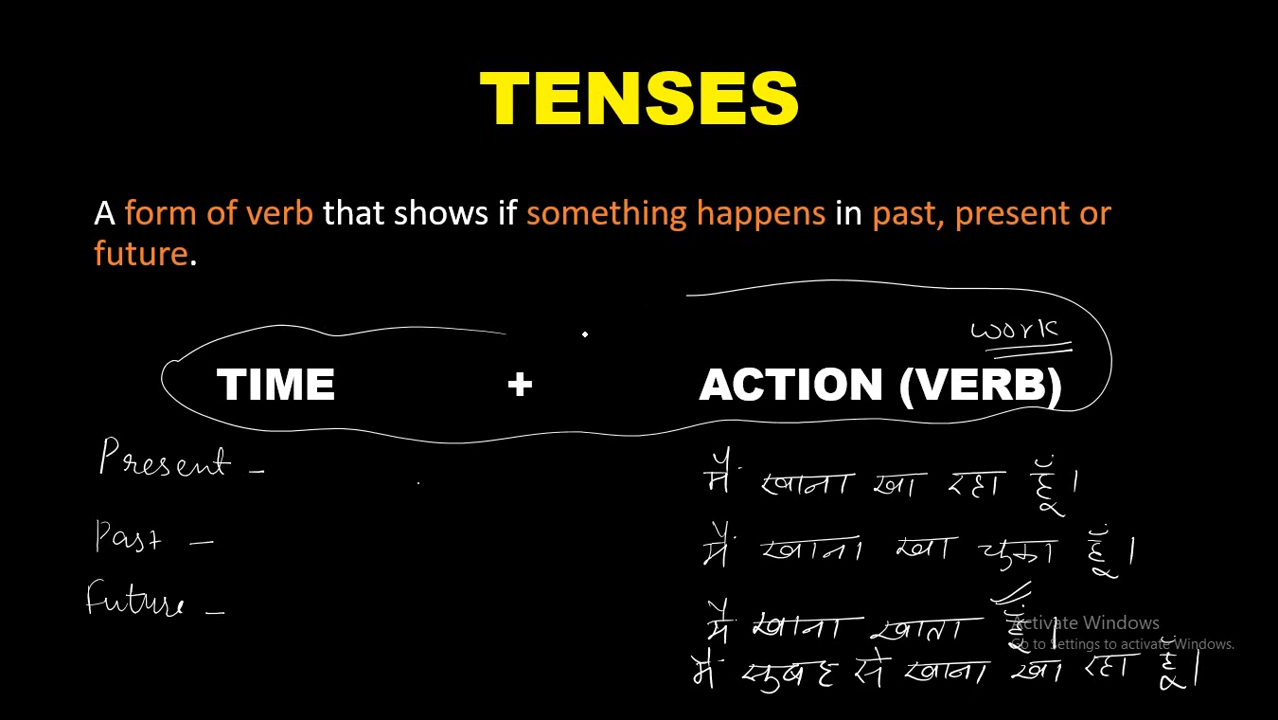 TENSES
A form of verb that shows if something happens in past, present or
future.
work
TIME + ACTION (VERB)
Present - मैं खाना खा रहा हूँ।
Past - मैं खाना खा चुका हूँ।
Future - मैं खाना खाता हूँ।
मैं सुबह से खाना खा रहा हूँ।
Activate Windows
Go to Settings to activate Windows.